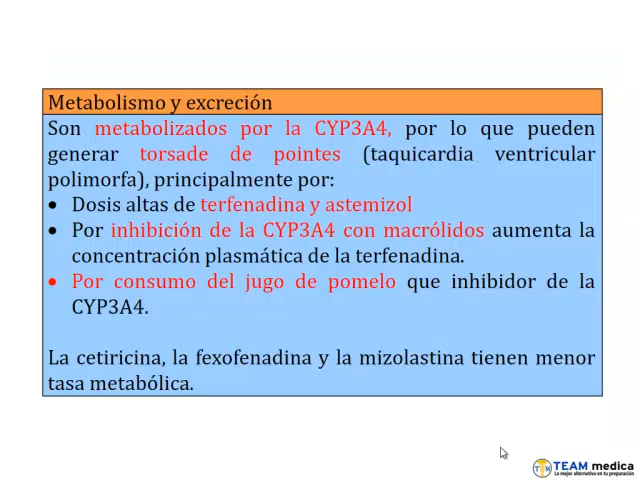 Metabolismo y excreción
Son metabolizados por la CYP3A4, por lo que pueden
generar torsade de pointes (taquicardia ventricular
polimorfa), principalmente por:
• Dosis altas de terfenadina y astemizol
• Por inhibición de la CYP3A4 con macrólidos aumenta la
concentración plasmática de la terfenadina.
• Por consumo del jugo de pomelo que inhibidor de la
CYP3A4.
La cetiricina, la fexofenadina y la mizolastina tienen menor
tasa metabólica.
TEAM medica
La mejor alternativa en tu preparación